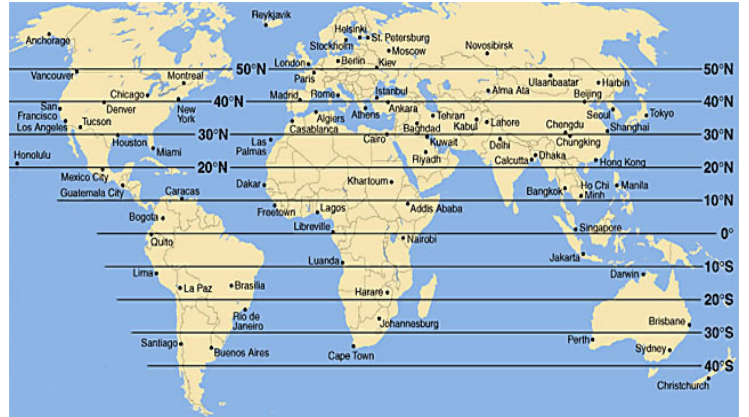 Reykjavik
Anchorage
Helsinki
St. Petersburg
Stockholm
Moscow
Novosibirsk
London
Berlin
Kiev
Vancouver
Montreal
50°N
Paris
Ulaanbaatar
Harbin
50°N
Chicago
Madrid
Rome
Istanbul
Alma Ata
Beijing
Denver
40°N
Ankara
40°N
San
Francisco
New
York
Algiers
Athens
Tehran
Kabul
Lahore
Seoul
Tokyo
Los Angeles
Tucson
Casablanca
Baghdad
Chengdu
Shanghai
30°N
Houston
Miami
Las
Palmas
Cairo
Kuwait
Delhi
Chungking
30°N
Honolulu
Riyadh
Calcutta
Dhaka
Hong Kong
20°N
20°N
Mexico City
Guatemala City
Caracas
Dakar
Khartoum
Bangkok
Ho Chi
Minh
Manila
10°N
Bogota
Freetown
Lagos
Addis Ababa
Libreville
Singapore
0°
Quito
Nairobi
Lima
Luanda
Jakarta
10°S
La Paz
Brasilia
Harare
Darwin
20°S
Rio de
Janeiro
Johannesburg
Brisbane
30°S
Santiago
Buenos Aires
Cape Town
Perth
Sydney
40°S
Christchurch